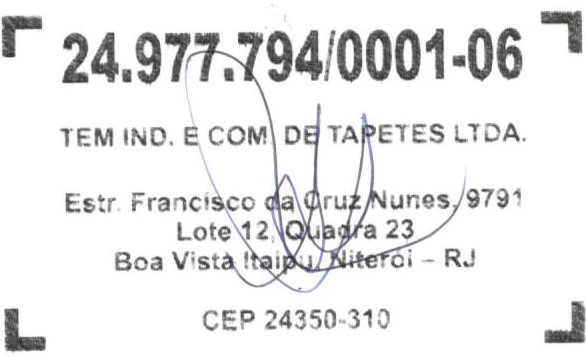 24.977.794/0001-06
TEM IND. E COM. DE TAPETES LTDA.
Estr. Francisco da Cruz Nunes, 9791
Lote 12, Quadra 23
Boa Vista Itaipu, Niterói – RJ
CEP 24350-310